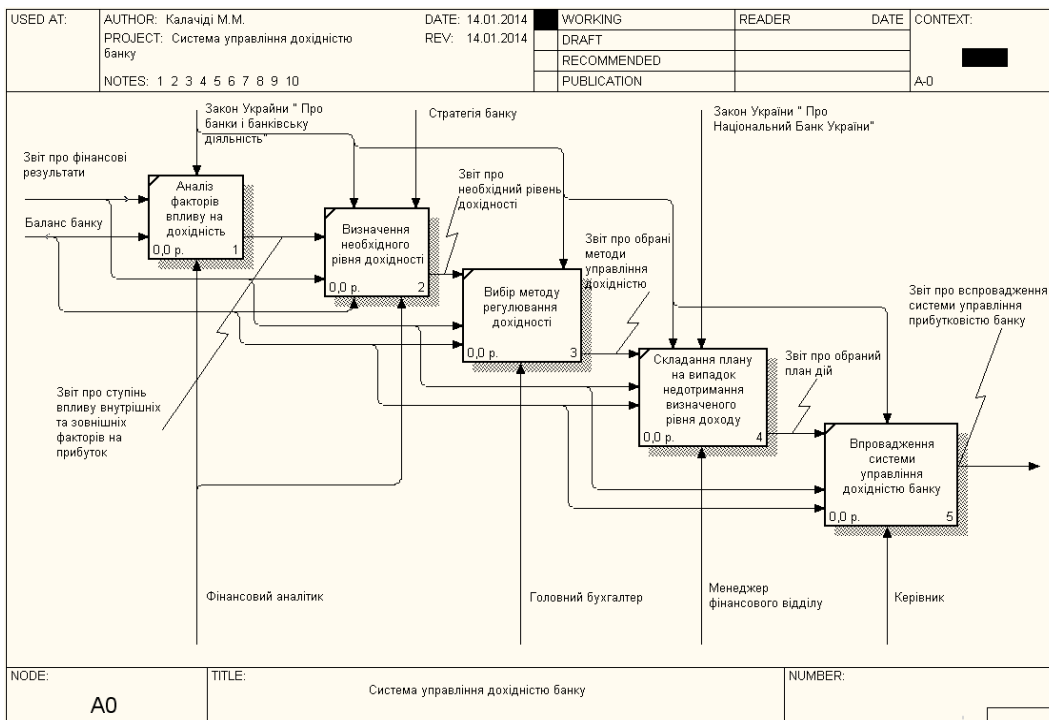 USED AT:
AUTHOR: Калачіді М.М.
DATE: 14.01.2014
PROJECT: Система управління дохідністю
банку
REV: 14.01.2014
NOTES: 1 2 3 4 5 6 7 8 9 10
WORKING
DRAFT
RECOMMENDED
PUBLICATION
READER
DATE
CONTEXT:
A-0
Закон Украйни " Про
банки і банківську
діяльність"
Стратегія банку
Закон України " Про
Національний Банк України"
Звіт про фінансові
результати
Баланс банку
Аналіз
факторів
впливу на
дохідність
0,0 р.
1
Визначення
необхідного
рівня дохідності
0,0 р.
2
Звіт про
необхідний рівень
дохідності
Вибір методу
регулювання
дохідності
0,0 р.
3
Звіт про обрані
методи
управління
дохідністю
Складання плану
на випадок
недотримання
визначеного
рівня доходу
0,0 р.
4
Звіт про обраний
план дій
Впровадження
системи
управління
дохідністю банку
0,0 р.
5
Звіт про вспровадження
системи управління
прибутковістю банку
Звіт про ступінь
впливу внутрішніх
та зовнішніх
факторів на
прибуток
Фінансовий аналітик
Головний бухгалтер
Менеджер
фінансового відділу
Керівник
NODE:
A0
TITLE:
Система управління дохідністю банку
NUMBER: